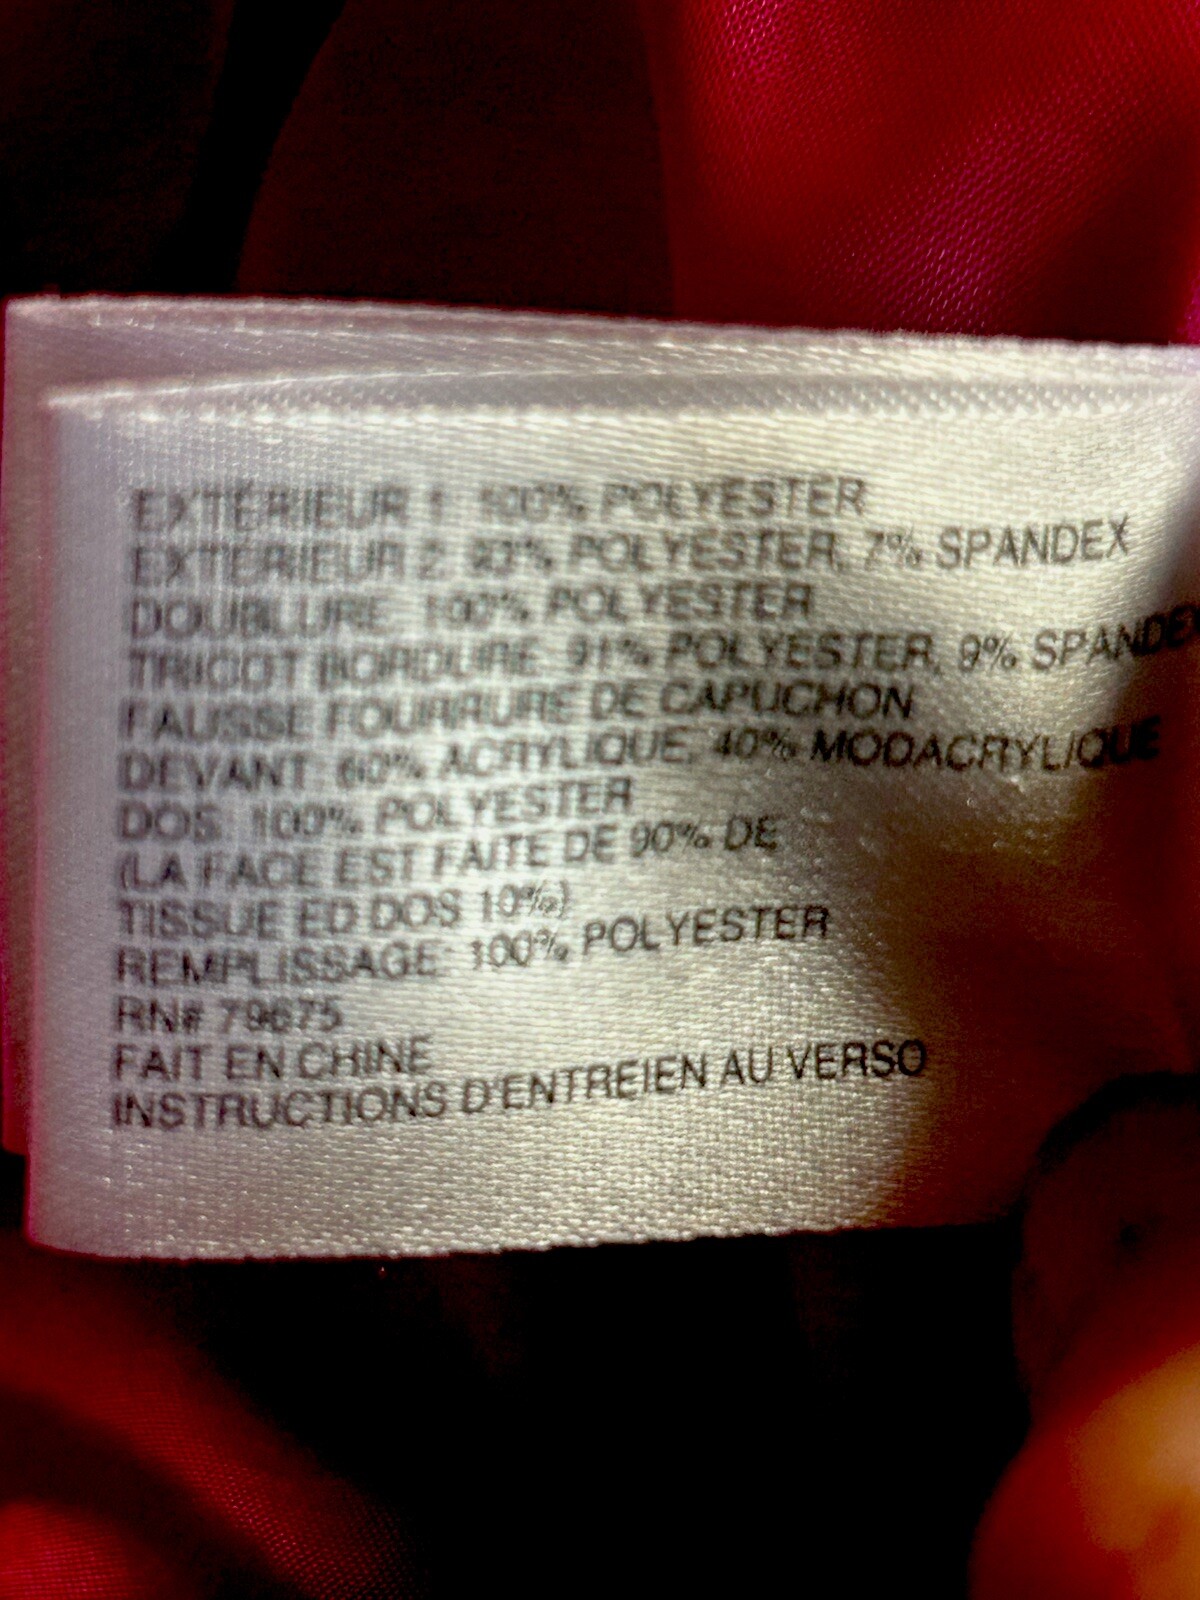 EXTÉRIEUR 1: 100% POLYESTER
EXTÉRIEUR 2: 93% POLYESTER, 7% SPANDEX
DOUBLURE: 100% POLYESTER
TRICOT BORDURE: 91% POLYESTER, 9% SPANDEX
FAUSSE FOURRURE DE CAPUCHON
DEVANT: 60% ACRYLIQUE, 40% MODACRYLIQUE
DOS: 100% POLYESTER
(LA FACE EST FAITE DE 90% DE
TISSUE ED DOS 10%)
REMPLISSAGE: 100% POLYESTER
RN# 79675
FAIT EN CHINE
INSTRUCTIONS D'ENTREIEN AU VERSO